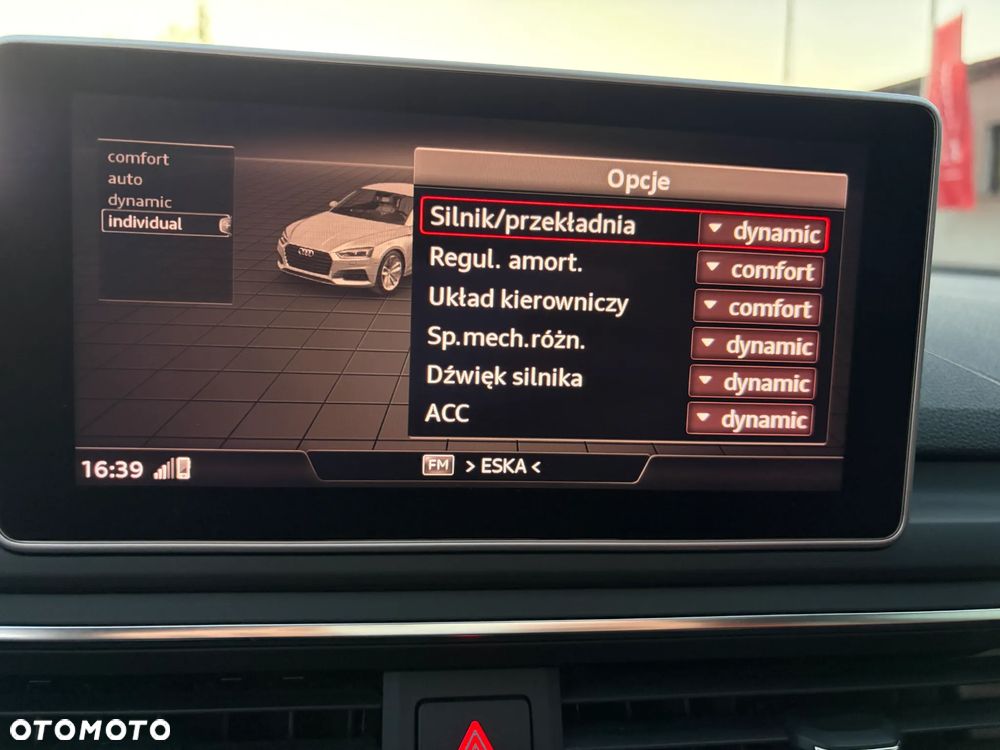 comfort
auto
dynamic
individual
Opcje
Silnik/przekładnia dynamic
Regul. amort. comfort
Układ kierowniczy comfort
Sp.mech.różn. dynamic
Dźwięk silnika dynamic
ACC dynamic
16:39
FM > ESKA <
OTOMOTO